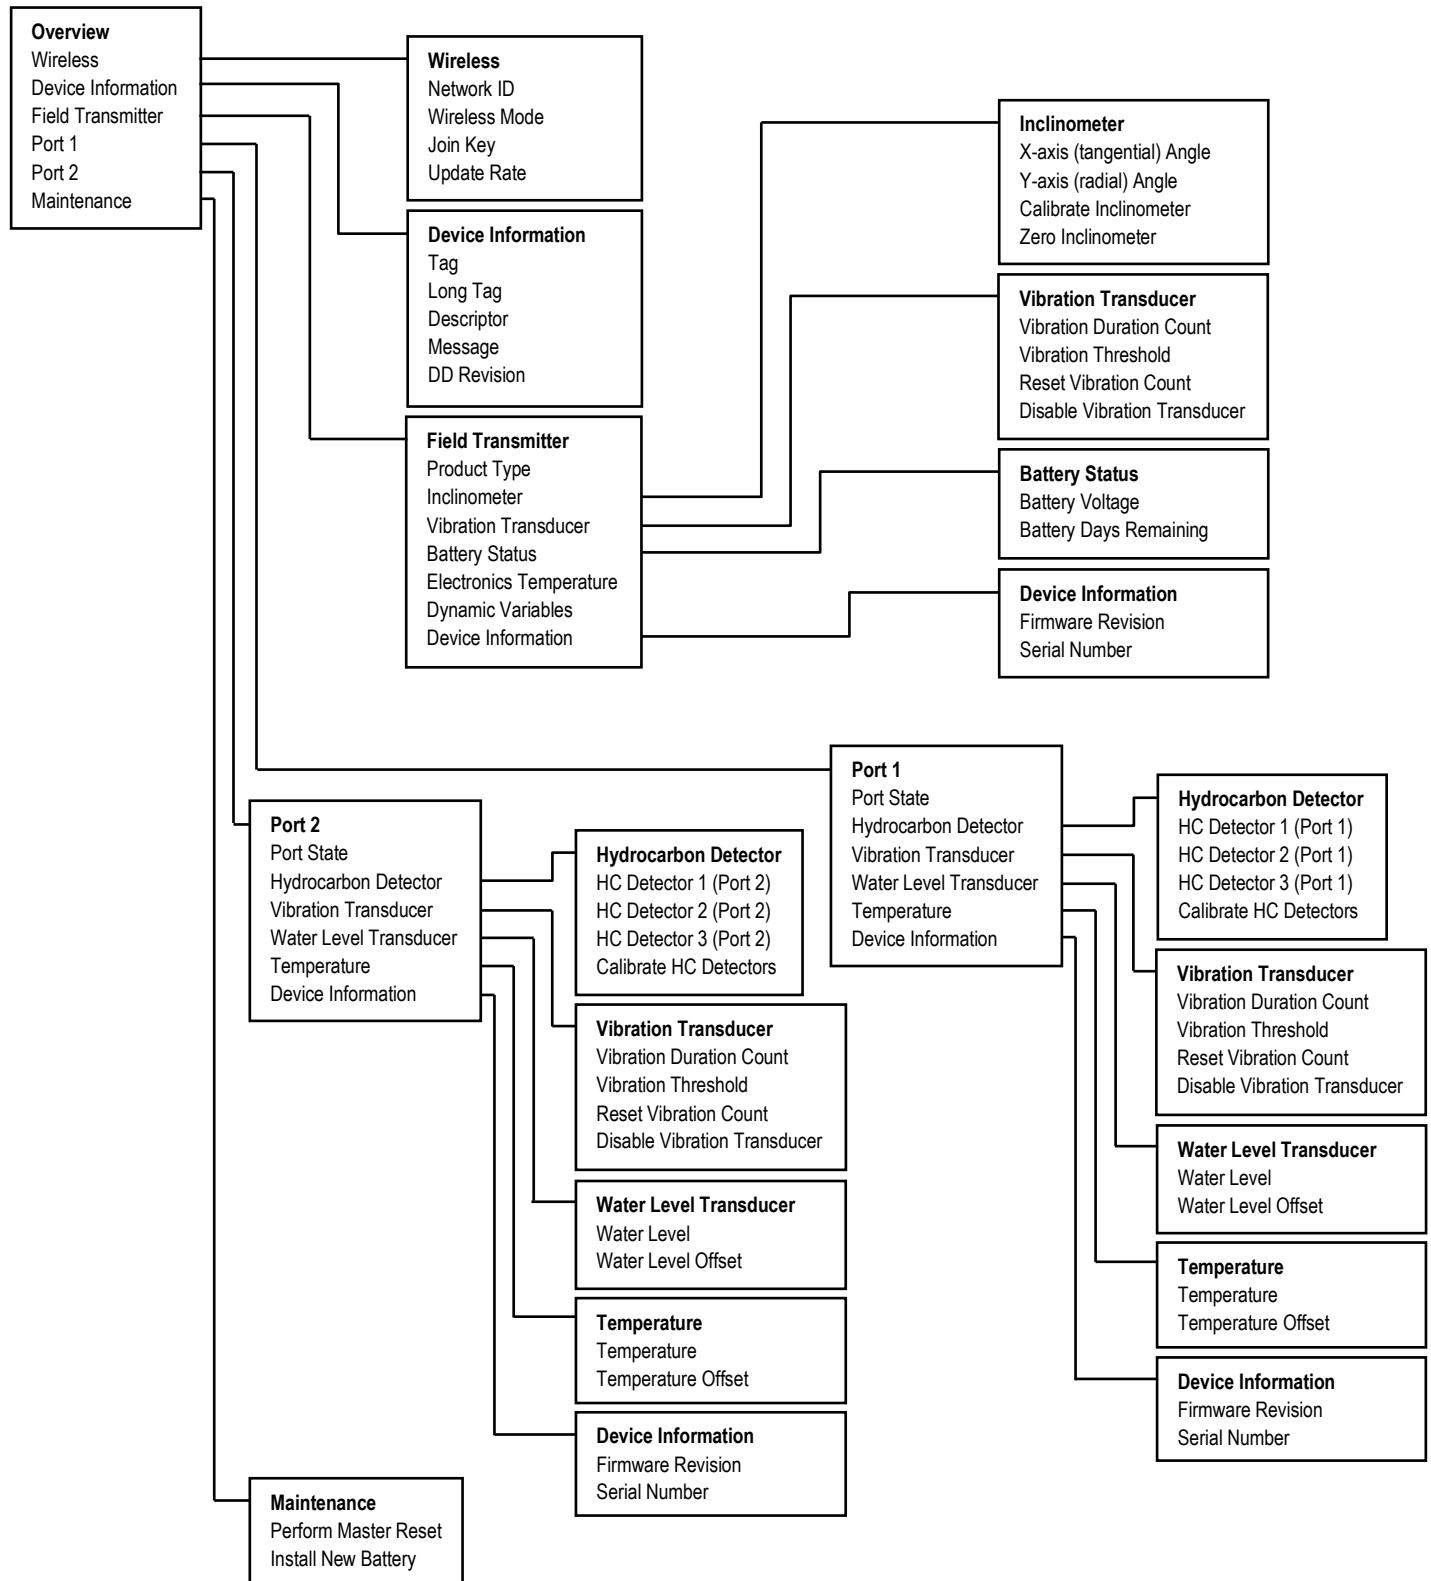 Overview
Wireless
Device Information
Field Transmitter
Port 1
Port 2
Maintenance
Wireless
Network ID
Wireless Mode
Join Key
Update Rate
Device Information
Tag
Long Tag
Descriptor
Message
DD Revision
Field Transmitter
Product Type
Inclinometer
Vibration Transducer
Battery Status
Electronics Temperature
Dynamic Variables
Device Information
Inclinometer
X-axis (tangential) Angle
Y-axis (radial) Angle
Calibrate Inclinometer
Zero Inclinometer
Vibration Transducer
Vibration Duration Count
Vibration Threshold
Reset Vibration Count
Disable Vibration Transducer
Battery Status
Battery Voltage
Battery Days Remaining
Device Information
Firmware Revision
Serial Number
Port 1
Port State
Hydrocarbon Detector
Vibration Transducer
Water Level Transducer
Temperature
Device Information
Hydrocarbon Detector
HC Detector 1 (Port 1)
HC Detector 2 (Port 1)
HC Detector 3 (Port 1)
Calibrate HC Detectors
Vibration Transducer
Vibration Duration Count
Vibration Threshold
Reset Vibration Count
Disable Vibration Transducer
Water Level Transducer
Water Level
Water Level Offset
Temperature
Temperature
Temperature Offset
Device Information
Firmware Revision
Serial Number
Port 2
Port State
Hydrocarbon Detector
Vibration Transducer
Water Level Transducer
Temperature
Device Information
Hydrocarbon Detector
HC Detector 1 (Port 2)
HC Detector 2 (Port 2)
HC Detector 3 (Port 2)
Calibrate HC Detectors
Vibration Transducer
Vibration Duration Count
Vibration Threshold
Reset Vibration Count
Disable Vibration Transducer
Water Level Transducer
Water Level
Water Level Offset
Temperature
Temperature
Temperature Offset
Device Information
Firmware Revision
Serial Number
Maintenance
Perform Master Reset
Install New Battery